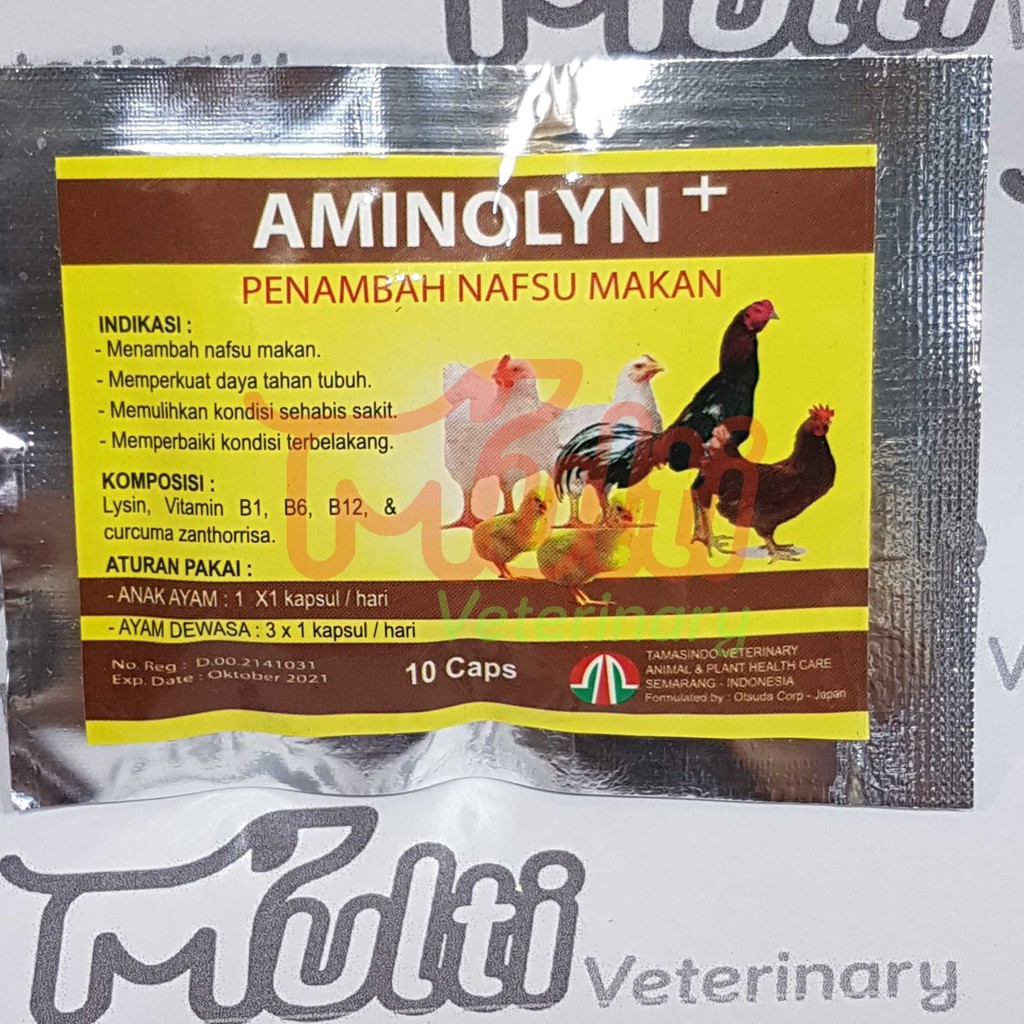 Multi
Veterinary
AMINOLYN +
PENAMBAH NAFSU MAKAN
INDIKASI :
- Menambah nafsu makan.
- Memperkuat daya tahan tubuh.
- Memulihkan kondisi sehabis sakit.
- Memperbaiki kondisi terbelakang.
KOMPOSISI :
Lysin, Vitamin B1, B6, B12, &
curcuma zanthorrisa.
ATURAN PAKAI :
- ANAK AYAM : 1 X1 kapsul / hari
- AYAM DEWASA : 3 x 1 kapsul / hari
No. Reg : D.00.2141031
Exp. Date : Oktober 2021
10 Caps
TAMASINDO VETERINARY
ANIMAL & PLANT HEALTH CARE
SEMARANG - INDONESIA
Formulated by : Otsuda Corp - Japan
Multi
Veterinary
Multi Veterinary